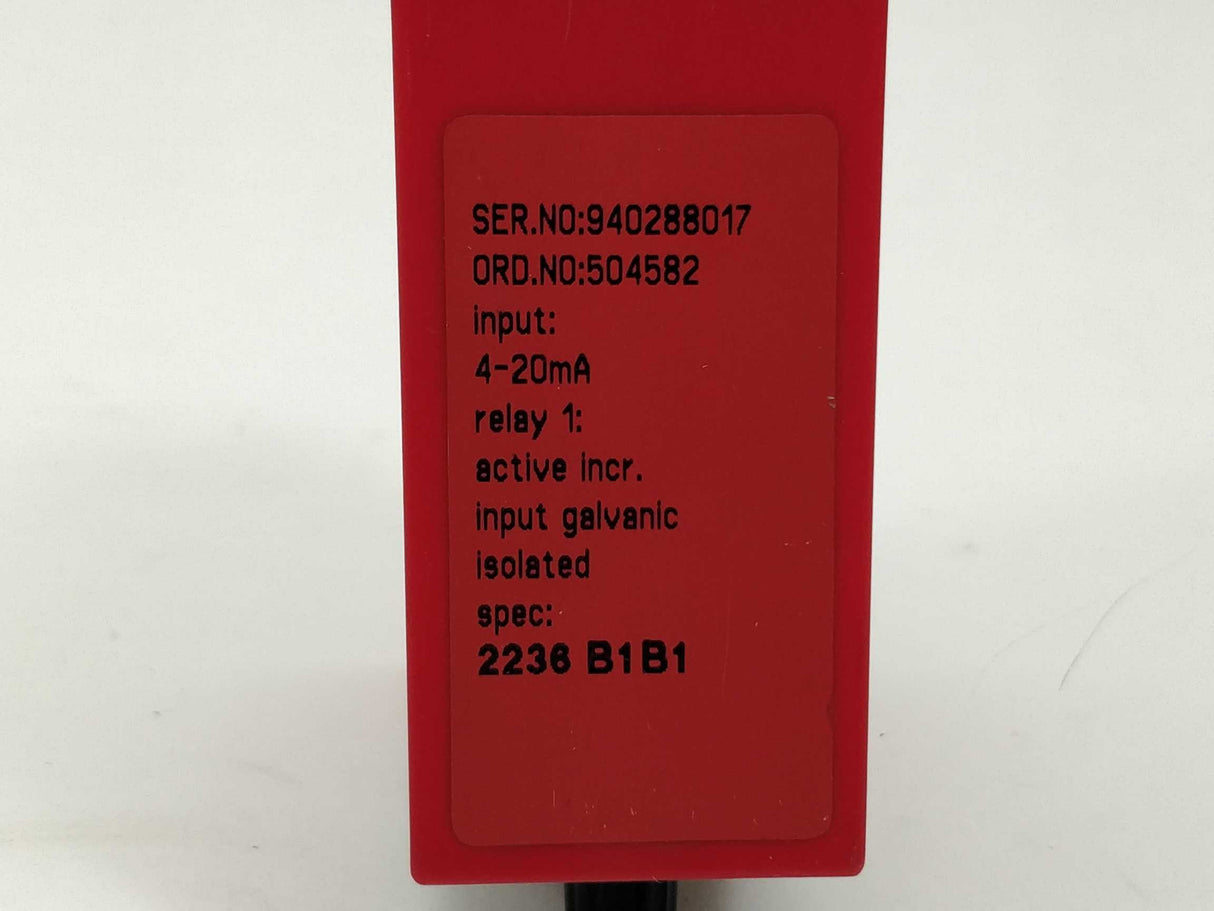 SER.NO:940288017
ORD.NO:504582
input:
4-20mA
relay 1:
active incr.
input galvanic
isolated
spec:
2236 B1B1